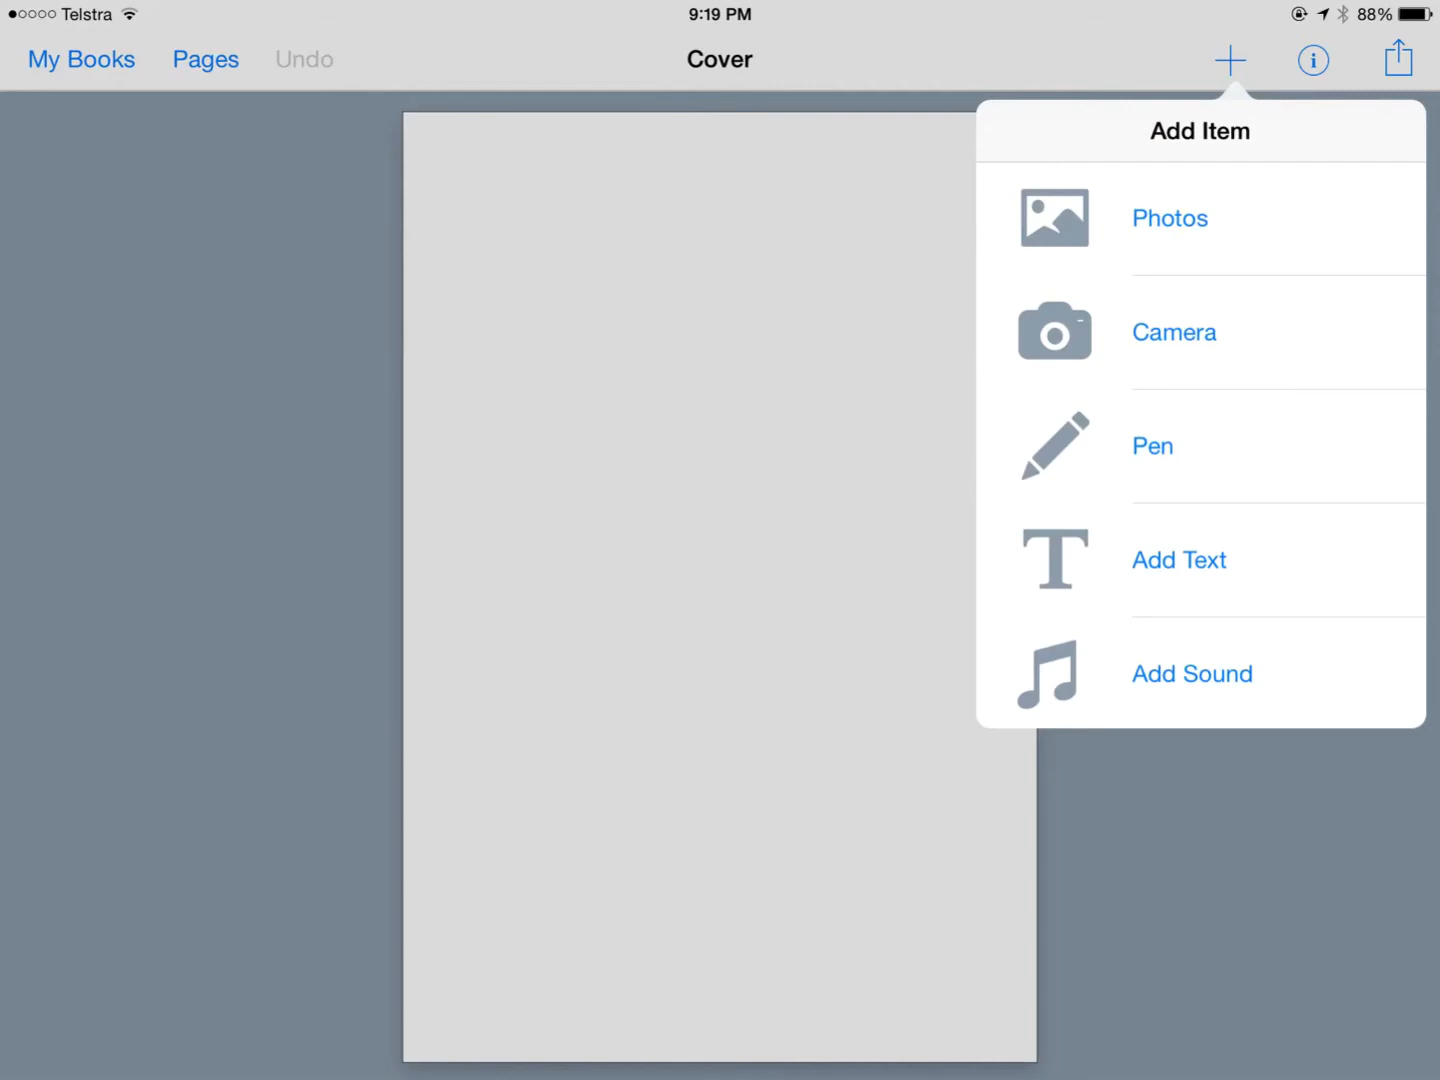 Telstra 9:19 PM 88%
My Books Pages Undo Cover
Add Item
Photos
Camera
Pen
Add Text
Add Sound